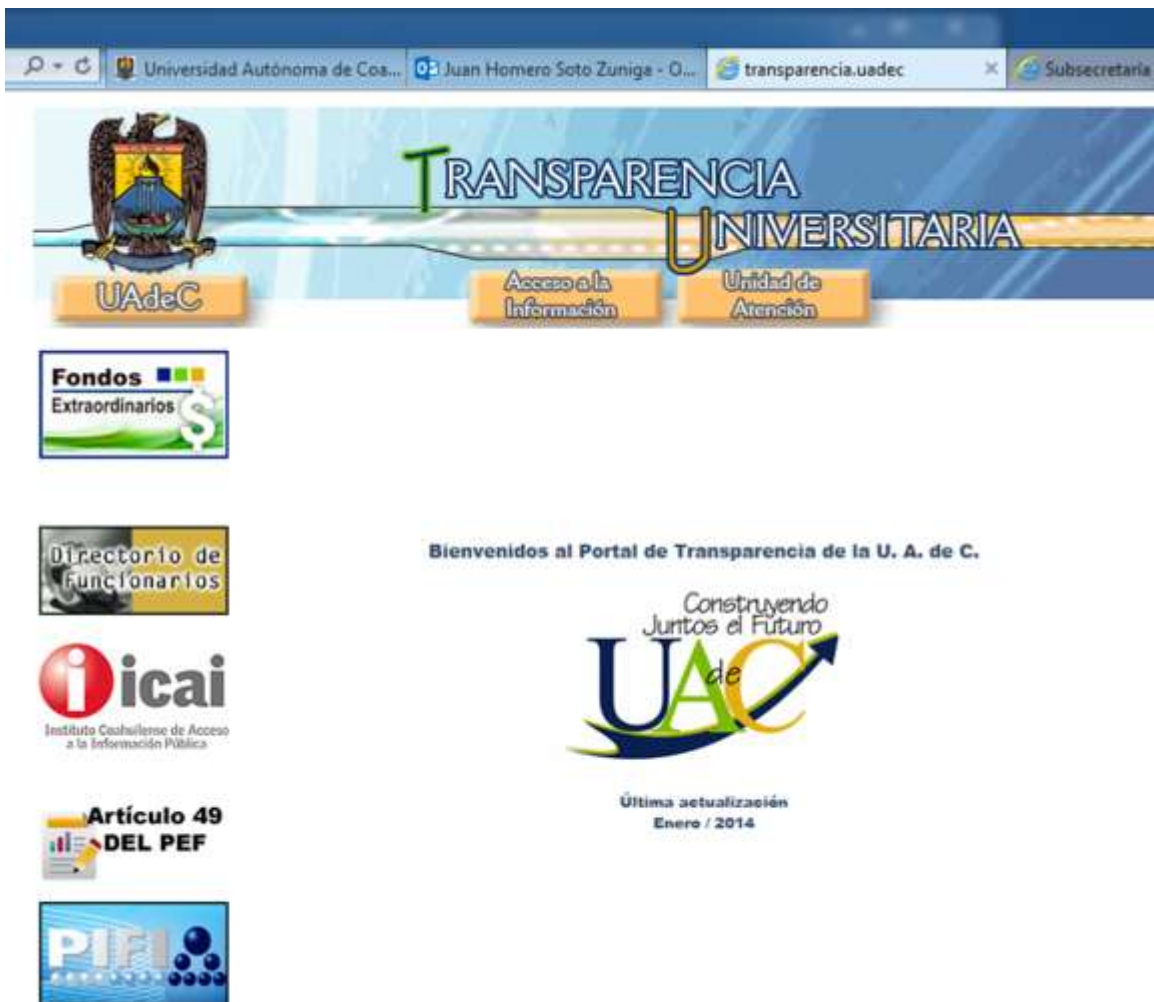 Universidad Autónoma de Coa...
Juan Homero Soto Zuniga - O...
transparencia.uadec
Subsecretaria
TRANSPARENCIA
UNIVERSITARIA
UAdeC
Acceso a la
Información
Unidad de
Atención
Fondos
Extraordinarios
$
Directorio de
Funcionarios
Bienvenidos al Portal de Transparencia de la U. A. de C.
Construyendo
Juntos el Futuro
UA de C
i icai
Instituto Coahuilense de Acceso
a la Información Pública
Última actualización
Enero / 2014
Artículo 49
DEL PEF
PIFI